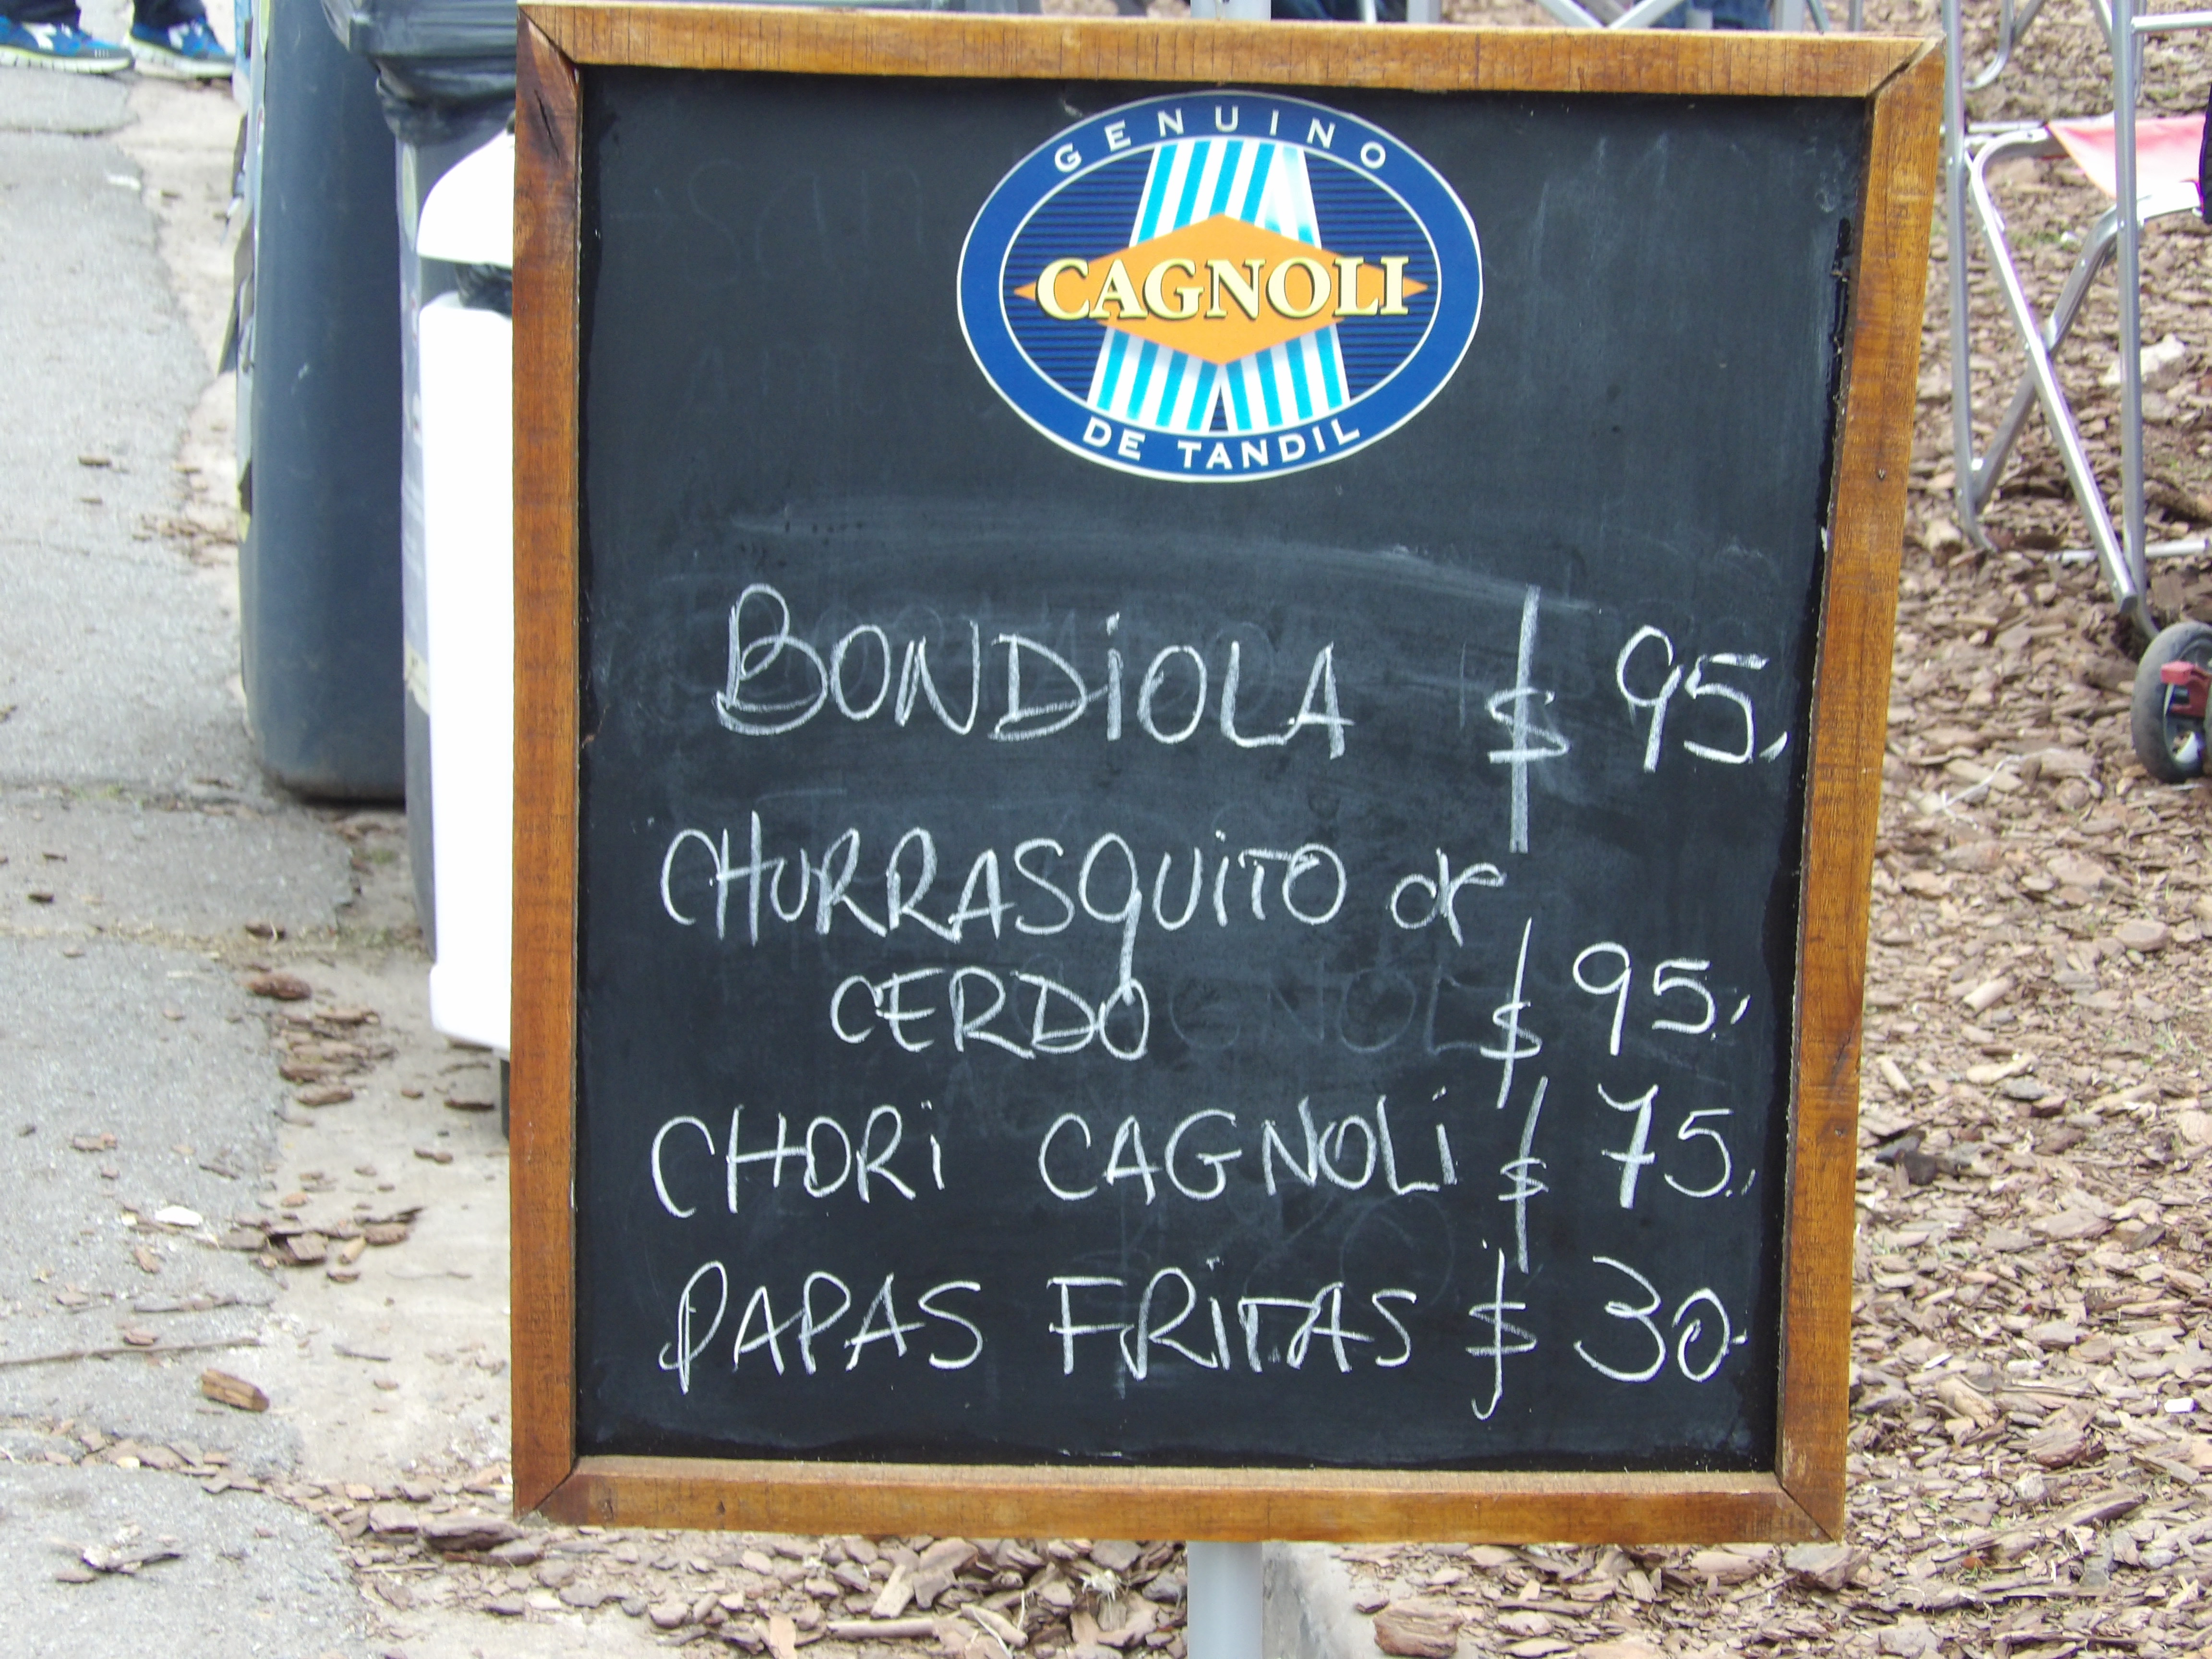 GENUINO
CAGNOLI
DE TANDIL
BONDiOLA $ 95.
CHURRASQUiTO de
CERDO $ 95.
CHORi CAGNOLi $ 75.
PAPAS FRiTAS $ 30.